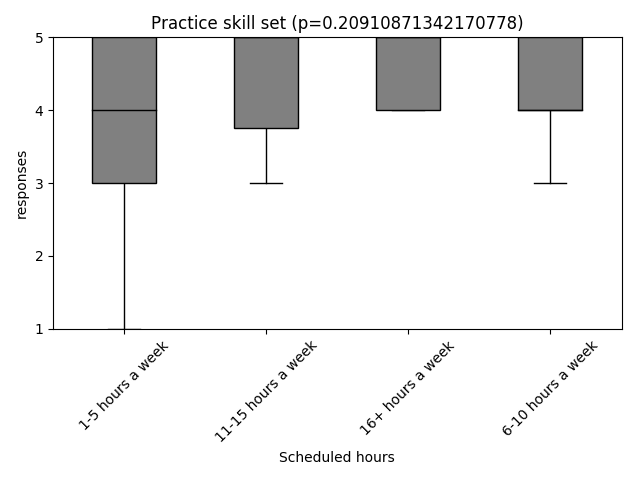 Practice skill set (p=0.20910871342170778)
5
4
3
2
1
responses
1-5 hours a week
11-15 hours a week
16+ hours a week
6-10 hours a week
Scheduled hours